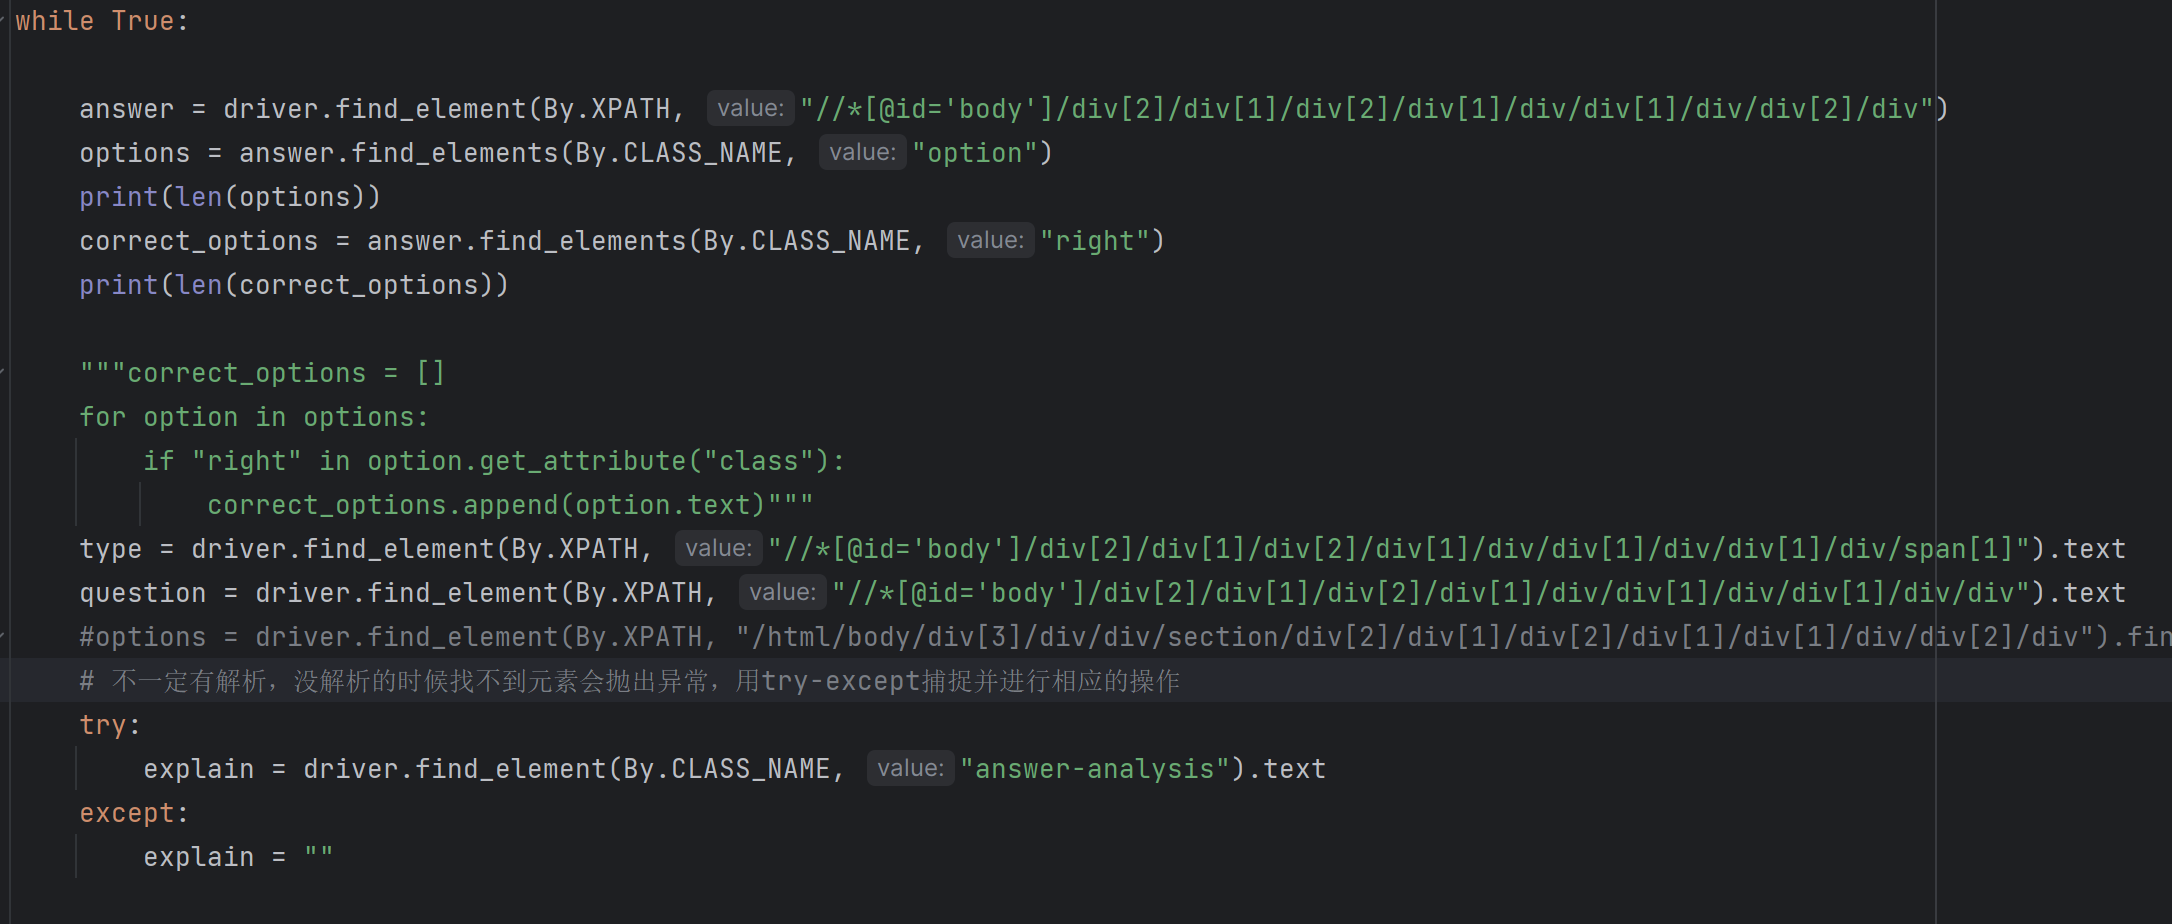 while True:
answer = driver.find_element(By.XPATH, value: "//*[@id='body']/div[2]/div[1]/div[2]/div[1]/div/div[1]/div/div[2]/div")
options = answer.find_elements(By.CLASS_NAME, value: "option")
print(len(options))
correct_options = answer.find_elements(By.CLASS_NAME, value: "right")
print(len(correct_options))
"""correct_options = []
for option in options:
if "right" in option.get_attribute("class"):
correct_options.append(option.text)"""
type = driver.find_element(By.XPATH, value: "//*[@id='body']/div[2]/div[1]/div[2]/div[1]/div/div[1]/div/div[1]/div/span[1]").text
question = driver.find_element(By.XPATH, value: "//*[@id='body']/div[2]/div[1]/div[2]/div[1]/div/div[1]/div/div[1]/div/div").text
#options = driver.find_element(By.XPATH, "/html/body/div[3]/div/div/section/div[2]/div[1]/div[2]/div[1]/div[1]/div/div[2]/div").fin
# 不一定有解析，没解析的时候找不到元素会抛出异常，用try-except捕捉并进行相应的操作
try:
explain = driver.find_element(By.CLASS_NAME, value: "answer-analysis").text
except:
explain = ""